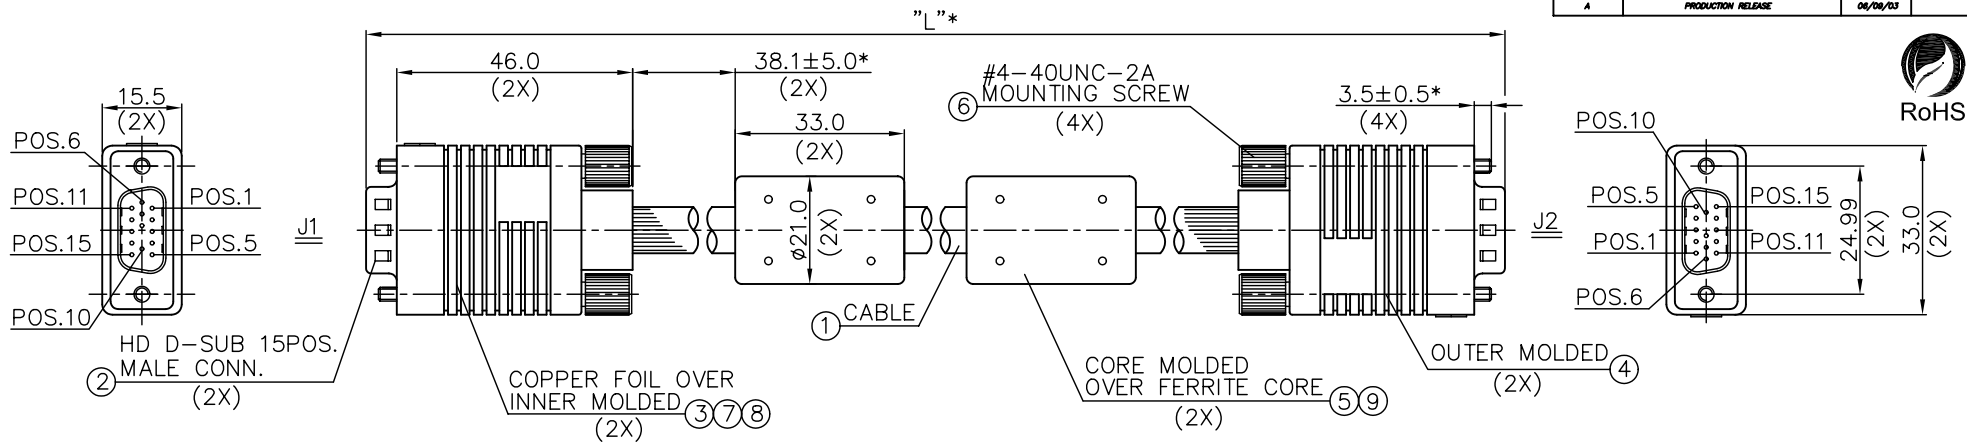 A PRODUCTION RELEASE 08/09/03
"L"*
46.0
(2X)
38.1±5.0*
(2X)
#4-40UNC-2A
MOUNTING SCREW
6
(4X)
3.5±0.5*
(4X)
RoHS
15.5
(2X)
33.0
(2X)
POS.6
POS.11
POS.1
POS.15
POS.5
POS.10
J1
ø21.0
(2X)
J2
POS.10
POS.5
POS.15
POS.1
POS.11
POS.6
24.99
(2X)
33.0
(2X)
HD D-SUB 15POS.
MALE CONN.
2
(2X)
COPPER FOIL OVER
INNER MOLDED 3 7 8
(2X)
1 CABLE
CORE MOLDED
OVER FERRITE CORE 5 9
(2X)
OUTER MOLDED 4
(2X)